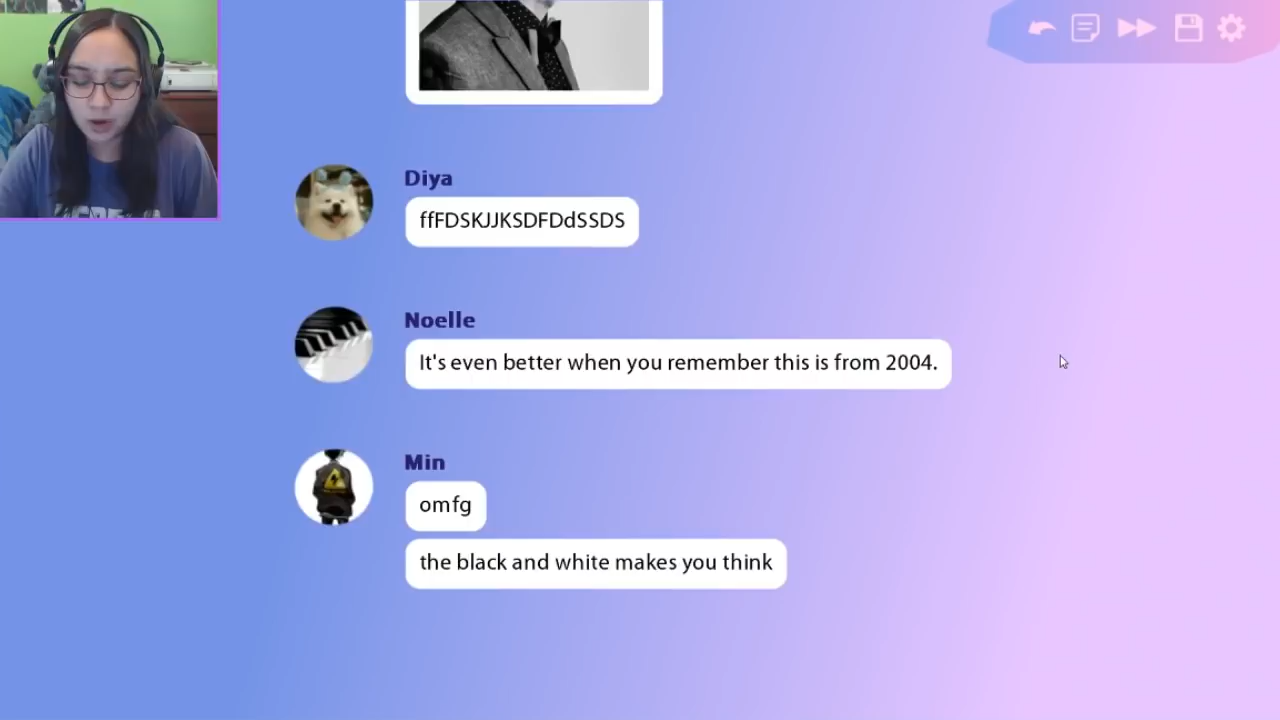 Diya
ffFDSKJJKSDFDdSSDS
Noelle
It's even better when you remember this is from 2004.
Min
omfg
the black and white makes you think